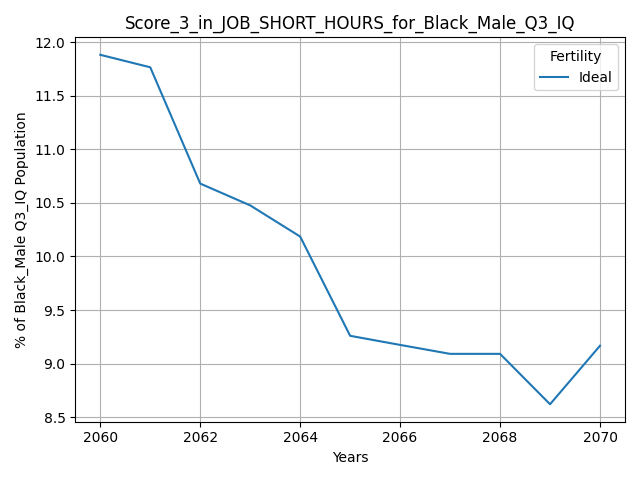 Score_3_in_JOB_SHORT_HOURS_for_Black_Male_Q3_IQ
Fertility
Ideal
% of Black_Male Q3_IQ Population
12.0
11.5
11.0
10.5
10.0
9.5
9.0
8.5
2060 2062 2064 2066 2068 2070
Years